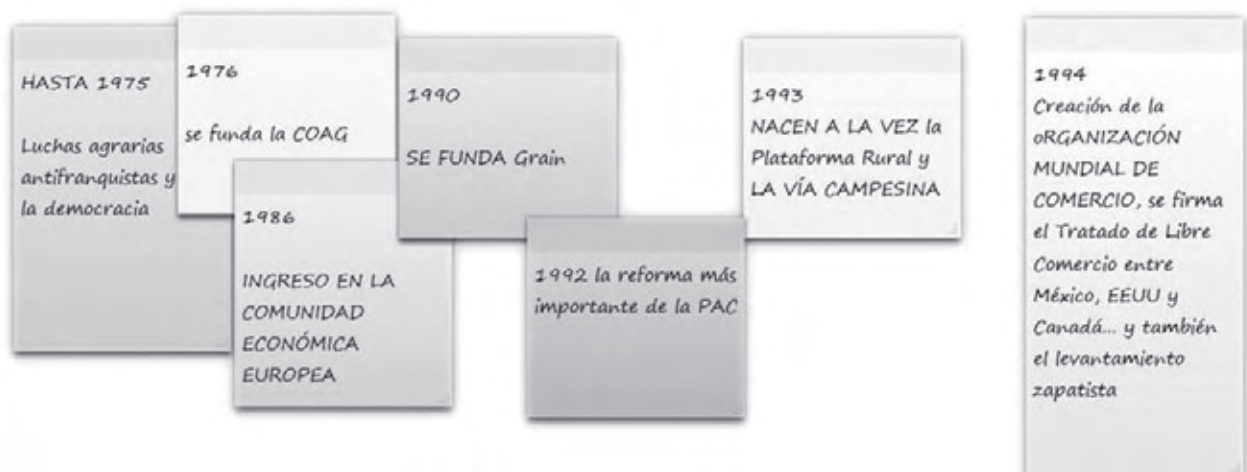 HASTA 1975
Luchas agrarias
antifranquistas y
la democracia
1976
se funda la COAG
1986
INGRESO EN LA
COMUNIDAD
ECONÓMICA
EUROPEA
1990
SE FUNDA Grain
1992 la reforma más
importante de la PAC
1993
NACEN A LA VEZ la
Plataforma Rural y
LA VÍA CAMPESINA
1994
Creación de la
oRGANIZACIÓN
MUNDIAL DE
COMERCIO, se firma
el Tratado de Libre
Comercio entre
México, EEUU y
Canadá... y también
el levantamiento
zapatista